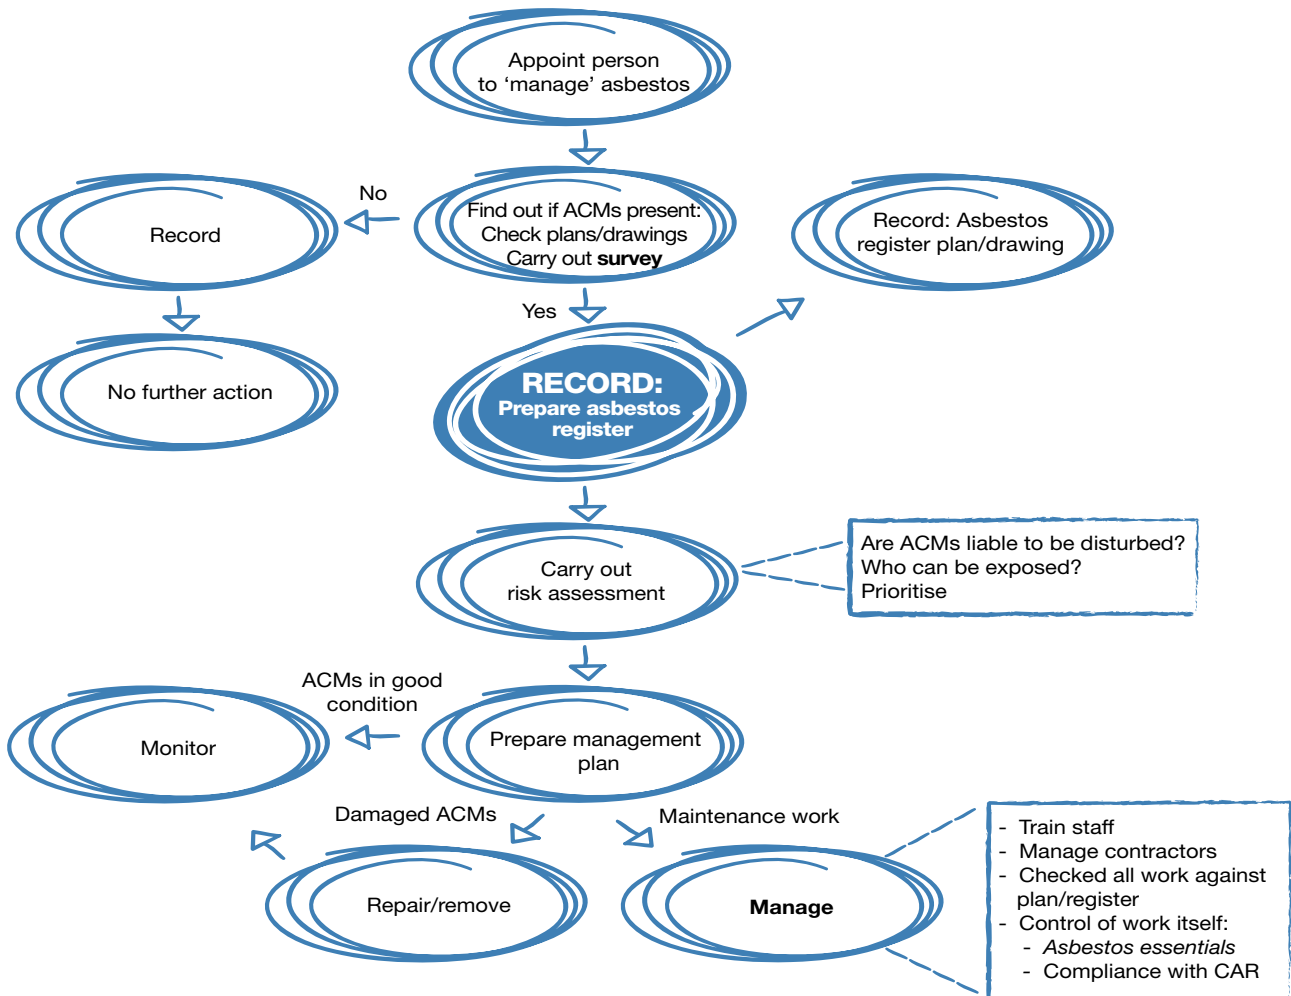 Appoint person
to ‘manage’ asbestos
No
Find out if ACMs present:
Check plans/drawings
Carry out survey
Record
Record: Asbestos
register plan/drawing
Yes
No further action
RECORD:
Prepare asbestos
register
Carry out
risk assessment
Are ACMs liable to be disturbed?
Who can be exposed?
Prioritise
ACMs in good
condition
Monitor
Prepare management
plan
Damaged ACMs
Maintenance work
Repair/remove
Manage
- Train staff
- Manage contractors
- Checked all work against
plan/register
- Control of work itself:
- Asbestos essentials
- Compliance with CAR